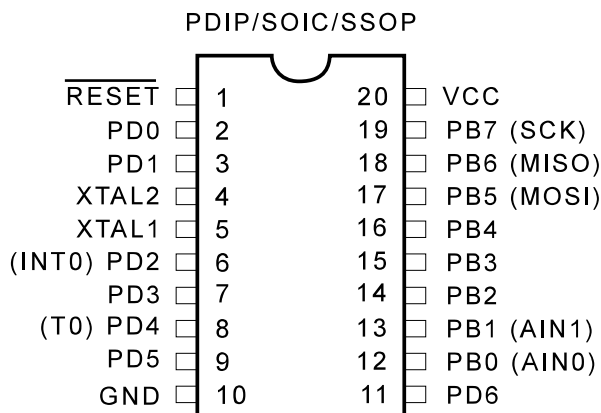 PDIP/SOIC/SSOP
RESET 1 20 VCC
PD0 2 19 PB7 (SCK)
PD1 3 18 PB6 (MISO)
XTAL2 4 17 PB5 (MOSI)
XTAL1 5 16 PB4
(INT0) PD2 6 15 PB3
PD3 7 14 PB2
(T0) PD4 8 13 PB1 (AIN1)
PD5 9 12 PB0 (AIN0)
GND 10 11 PD6